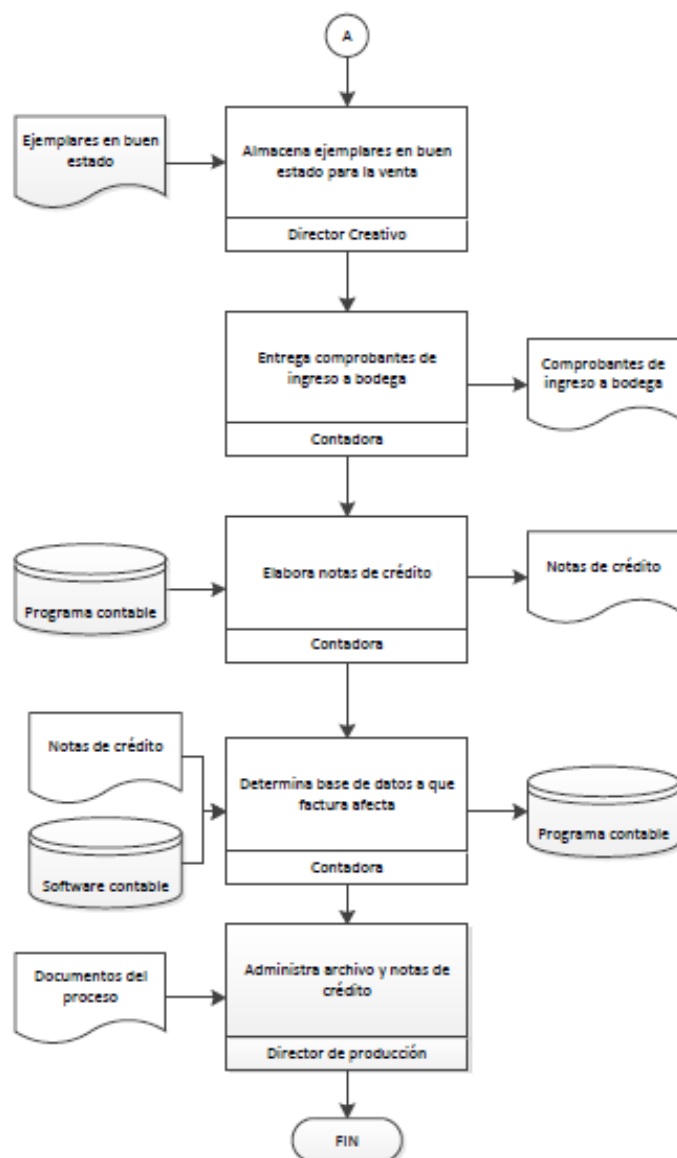 A
Ejemplares en buen
estado
Almacena ejemplares en buen
estado para la venta
Director Creativo
Entrega comprobantes de
ingreso a bodega
Contadora
Comprobantes de
ingreso a bodega
Programa contable
Elabora notas de crédito
Contadora
Notas de crédito
Notas de crédito
Software contable
Determina base de datos a que
factura afecta
Contadora
Programa contable
Documentos del
proceso
Administra archivo y notas de
crédito
Director de producción
FIN